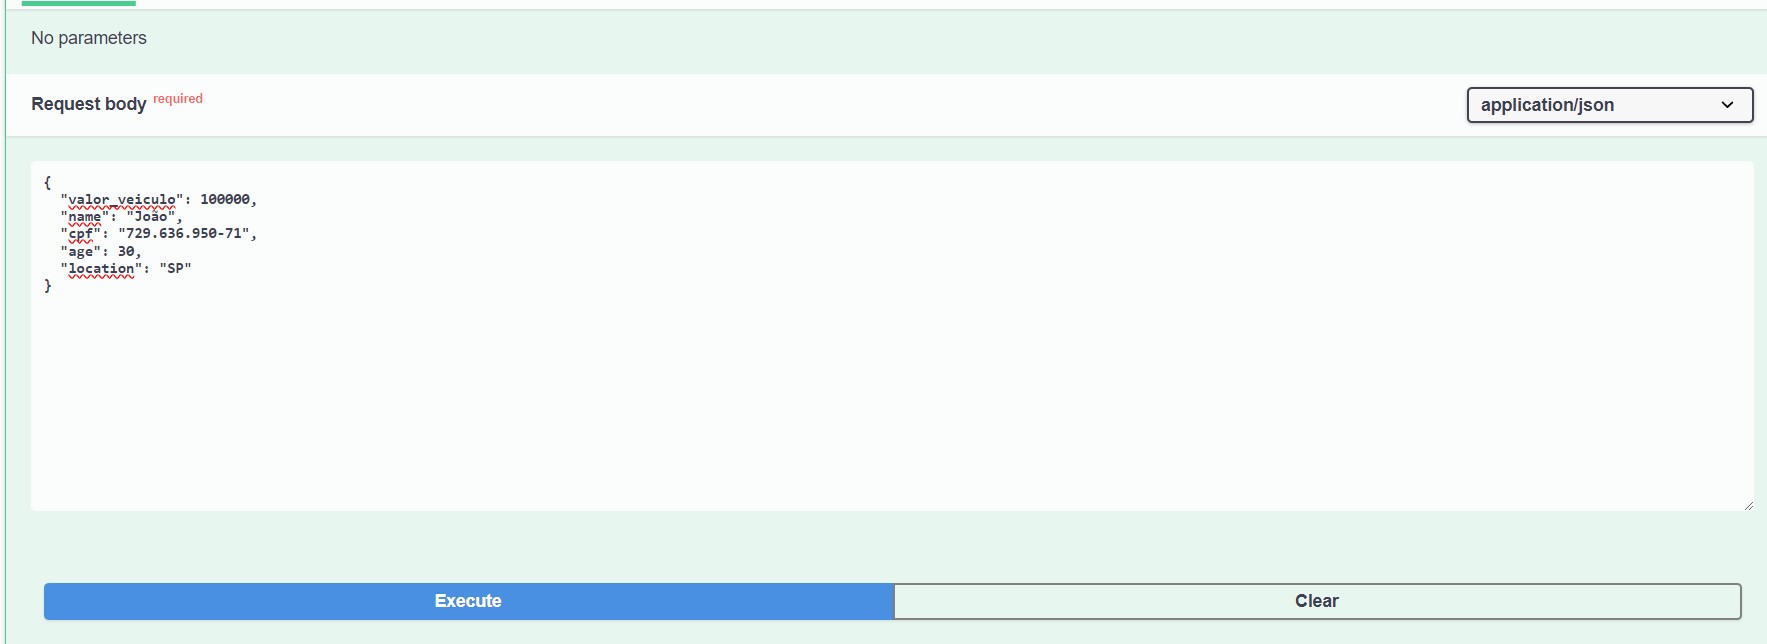 No parameters
Request body required
application/json
{
"valor_veiculo": 100000,
"name": "João",
"cpf": "729.636.950-71",
"age": 30,
"location": "SP"
}
Execute
Clear